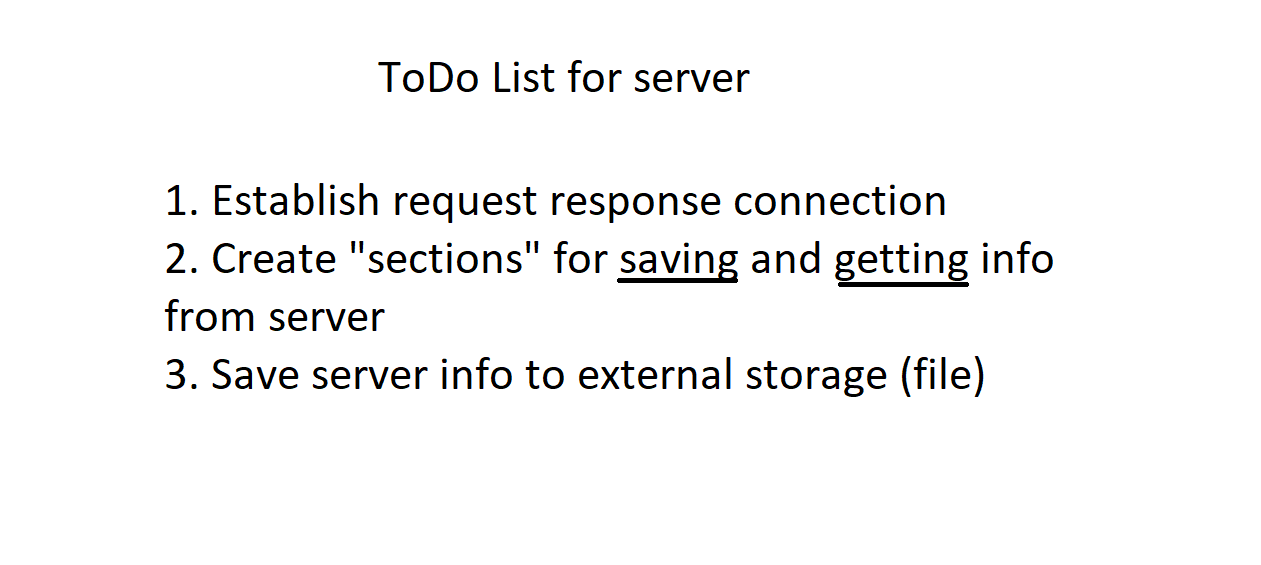 ToDo List for server
1. Establish request response connection
2. Create "sections" for saving and getting info
from server
3. Save server info to external storage (file)